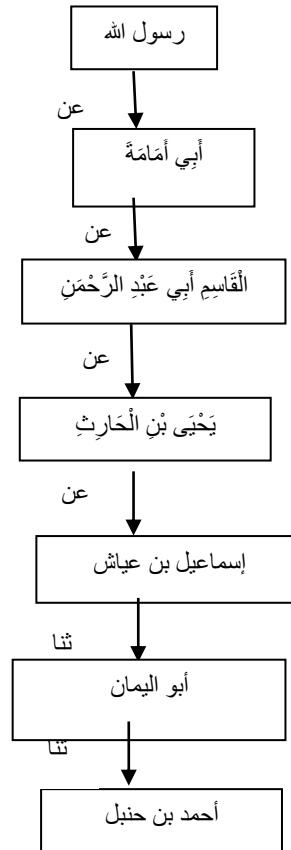 رسول الله
عن
أَبِي أَمَامَةَ
عن
الْقَاسِمِ أَبِي عَبْدِ الرَّحْمَنِ
عن
يَحْيَى بْنِ الْحَارِثِ
عن
إسماعيل بن عياش
ثنا
أبو اليمان
ثنا
أحمد بن حنبل